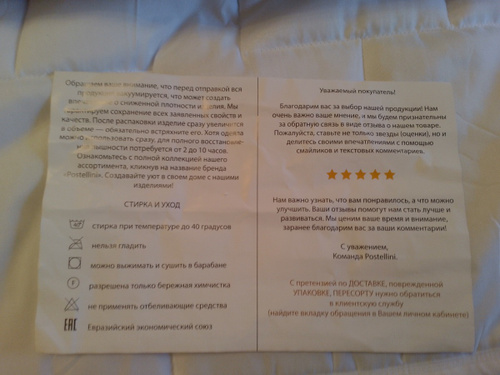 Обращаем ваше внимание, что перед отправкой вся
продукция вакуумируется, что может создать
впечатление о сниженной плотности изделия. Мы
гарантируем сохранение всех заявленных свойств и
качеств. После распаковки изделие сразу увеличится
в объеме — обязательно встряхните его. Хотя одеяло
можно использовать сразу, для полного восстановления
пышности потребуется от 2 до 10 часов.
Ознакомьтесь с полной коллекцией нашего
ассортимента, кликнув на название бренда
«Postellini». Создавайте уют в своем доме с нашими
изделиями!
СТИРКА И УХОД
стирка при температуре до 40 градусов
нельзя гладить
можно выжимать и сушить в барабане
разрешена только бережная химчистка
не применять отбеливающие средства
EAC Евразийский экономический союз
Уважаемый покупатель!
Благодарим вас за выбор нашей продукции! Нам
очень важно ваше мнение, и мы будем признательны
за обратную связь в виде отзыва о нашем товаре.
Пожалуйста, ставьте не только звезды (оценки), но и
делитесь своими впечатлениями с помощью
смайликов и текстовых комментариев.
Нам важно узнать, что вам понравилось, а что можно
улучшить. Ваши отзывы помогут нам стать лучше и
развиваться. Мы ценим ваше время и внимание,
заранее благодарим вас за ваши комментарии!
С уважением,
Команда Postellini.
С претензией по ДОСТАВКЕ, поврежденной
УПАКОВКЕ, ПЕРЕСОРТУ нужно обратиться
в клиентскую службу
(найдите вкладку обращения в Вашем личном кабинете)